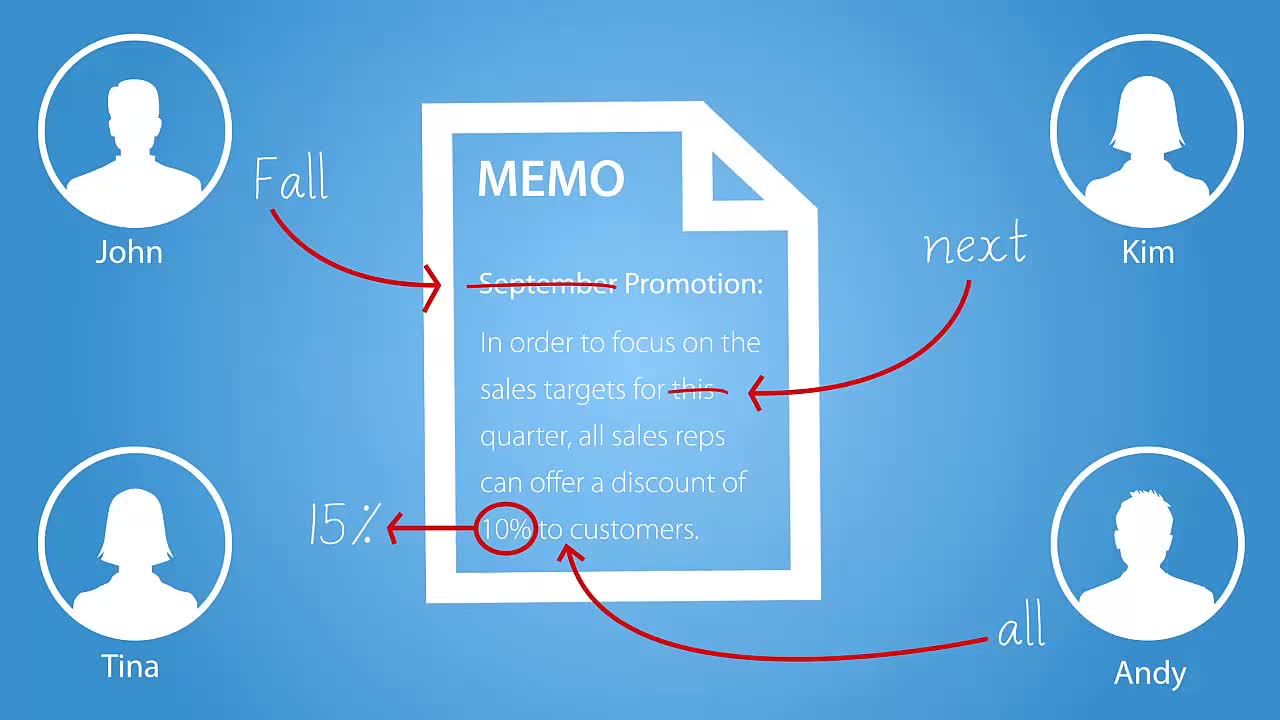 John
Fall
MEMO
September Promotion:
In order to focus on the
sales targets for this
quarter, all sales reps
can offer a discount of
10% to customers.
next
Kim
15%
Tina
all
Andy